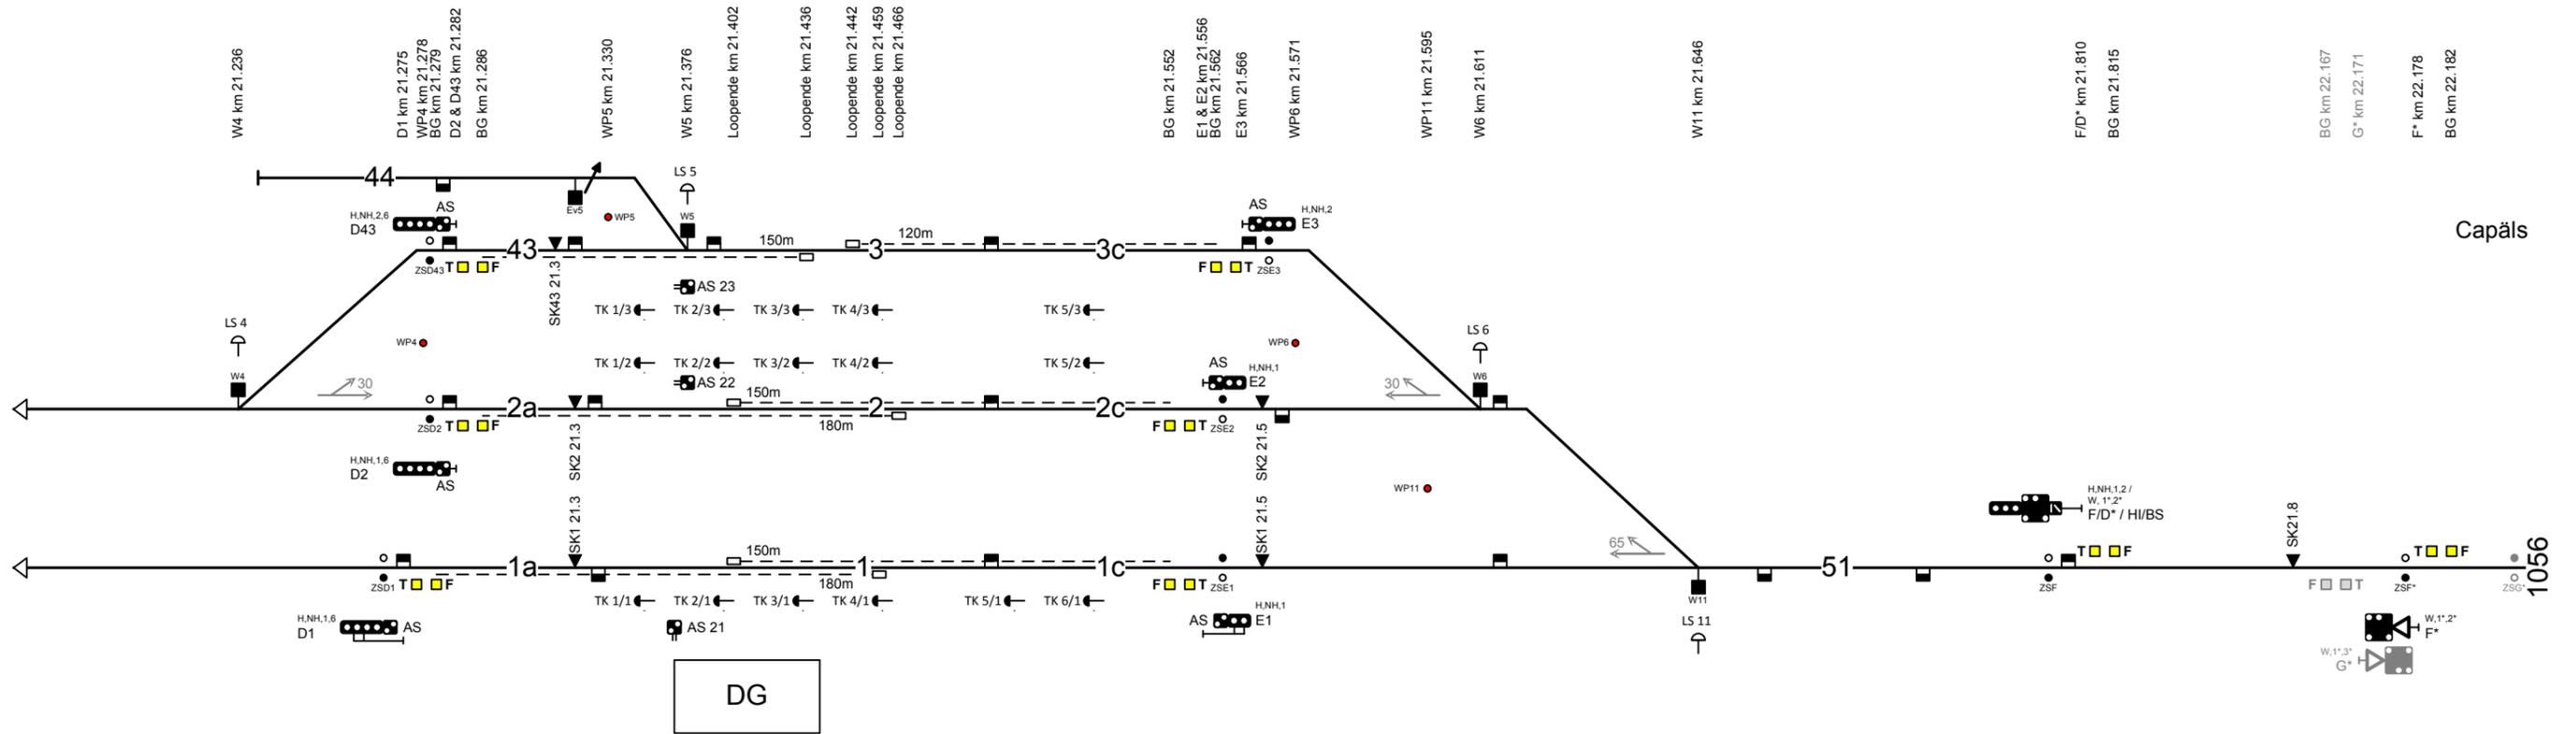 W4 km 21.236
D1 km 21.275
WP4 km 21.278
BG km 21.279
D2 & D43 km 21.282
BG km 21.286
WP5 km 21.330
W5 km 21.376
Loopende km 21.402
Loopende km 21.436
Loopende km 21.442
Loopende km 21.459
Loopende km 21.466
BG km 21.552
E1 & E2 km 21.556
BG km 21.562
E3 km 21.566
WP6 km 21.571
WP11 km 21.595
W6 km 21.611
W11 km 21.646
F/D* km 21.810
BG km 21.815
BG km 22.167
G* km 22.171
F* km 22.178
BG km 22.182
44
LS 5
AS
H,NH,2,6
D43
Ev5
WP5
W5
AS
H,NH,2
E3
Capäls
43
150m
3
120m
3c
ZSD43
T
F
SK43 21.3
F
T
ZSE3
AS 23
TK 1/3
TK 2/3
TK 3/3
TK 4/3
TK 5/3
LS 4
WP4
WP6
LS 6
TK 1/2
TK 2/2
TK 3/2
TK 4/2
TK 5/2
W4
30
AS 22
AS
H,NH,1
E2
30
W6
2a
150m
2
2c
ZSD2
T
F
180m
F
T
ZSE2
SK2 21.3
SK2 21.5
H,NH,1,6
D2
AS
WP11
H,NH,1,2 /
W, 1*,2*
F/D* / HI/BS
SK1 21.3
SK1 21.5
SK21.8
65
150m
T
F
T
F
1a
1
1c
51
1056
ZSD1
T
F
180m
F
T
ZSE1
ZSF
F
T
ZSF*
ZSG*
TK 1/1
TK 2/1
TK 3/1
TK 4/1
TK 5/1
TK 6/1
W11
LS 11
H,NH,1,6
D1
AS
AS 21
AS
H,NH,1
E1
W,1*,2*
F*
W,1*,3*
G*
DG